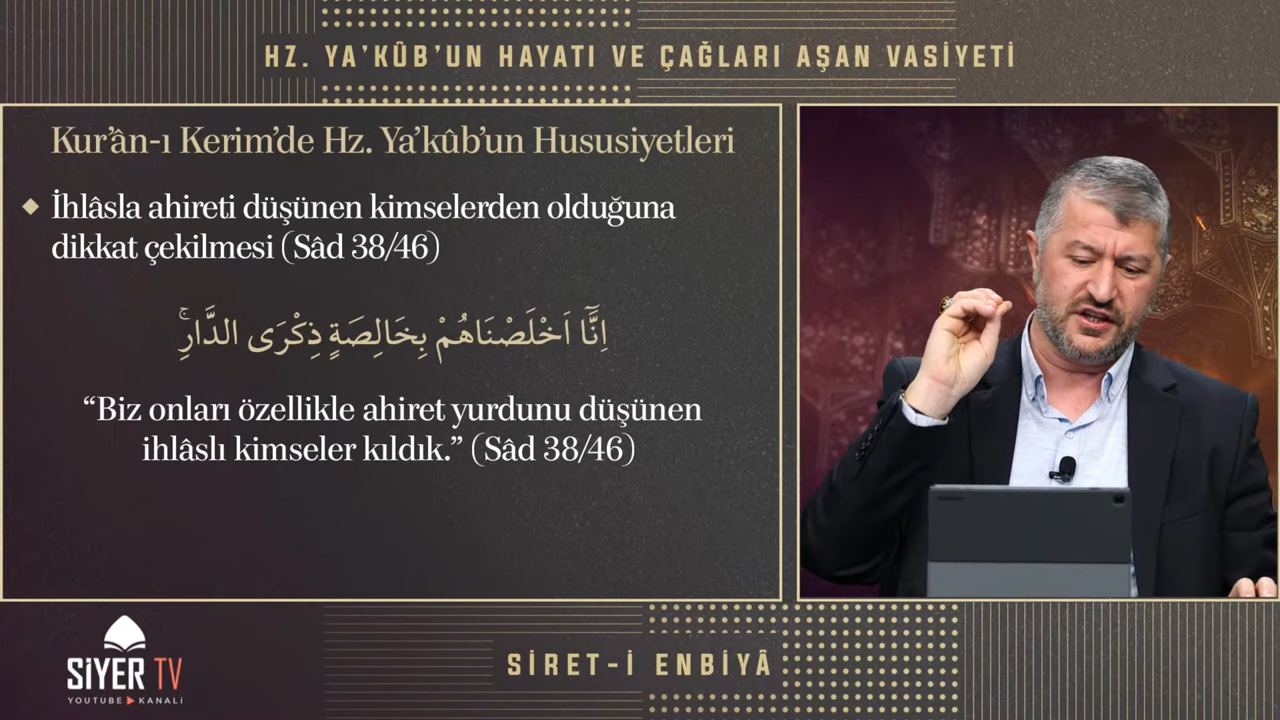 HZ. YA'KÛB'UN HAYATI VE ÇAĞLARI AŞAN VASİYETİ
Kur'ân-ı Kerim'de Hz. Ya'kûb'un Hususiyetleri
İhlâsla ahireti düşünen kimselerden olduğuna
dikkat çekilmesi (Sâd 38/46)
اِنَّٓا اَخْلَصْنَاهُمْ بِخَالِصَةٍ ذِكْرَى الدَّارِۚ
“Biz onları özellikle ahiret yurdunu düşünen
ihlâslı kimseler kıldık.” (Sâd 38/46)
SİYER TV
YOUTUBE KANALI
SİRET-İ ENBİYÂ
SAMSUNG